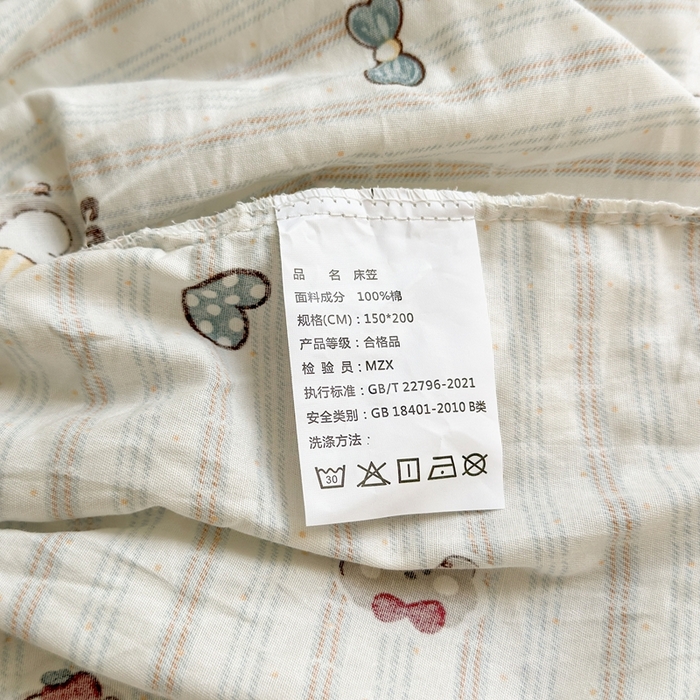 品 名 床笠
面料成分 100%棉
规格(CM)：150*200
产品等级：合格品
检 验 员：MZX
执行标准：GB/T 22796-2021
安全类别：GB 18401-2010 B类
洗涤方法：
30